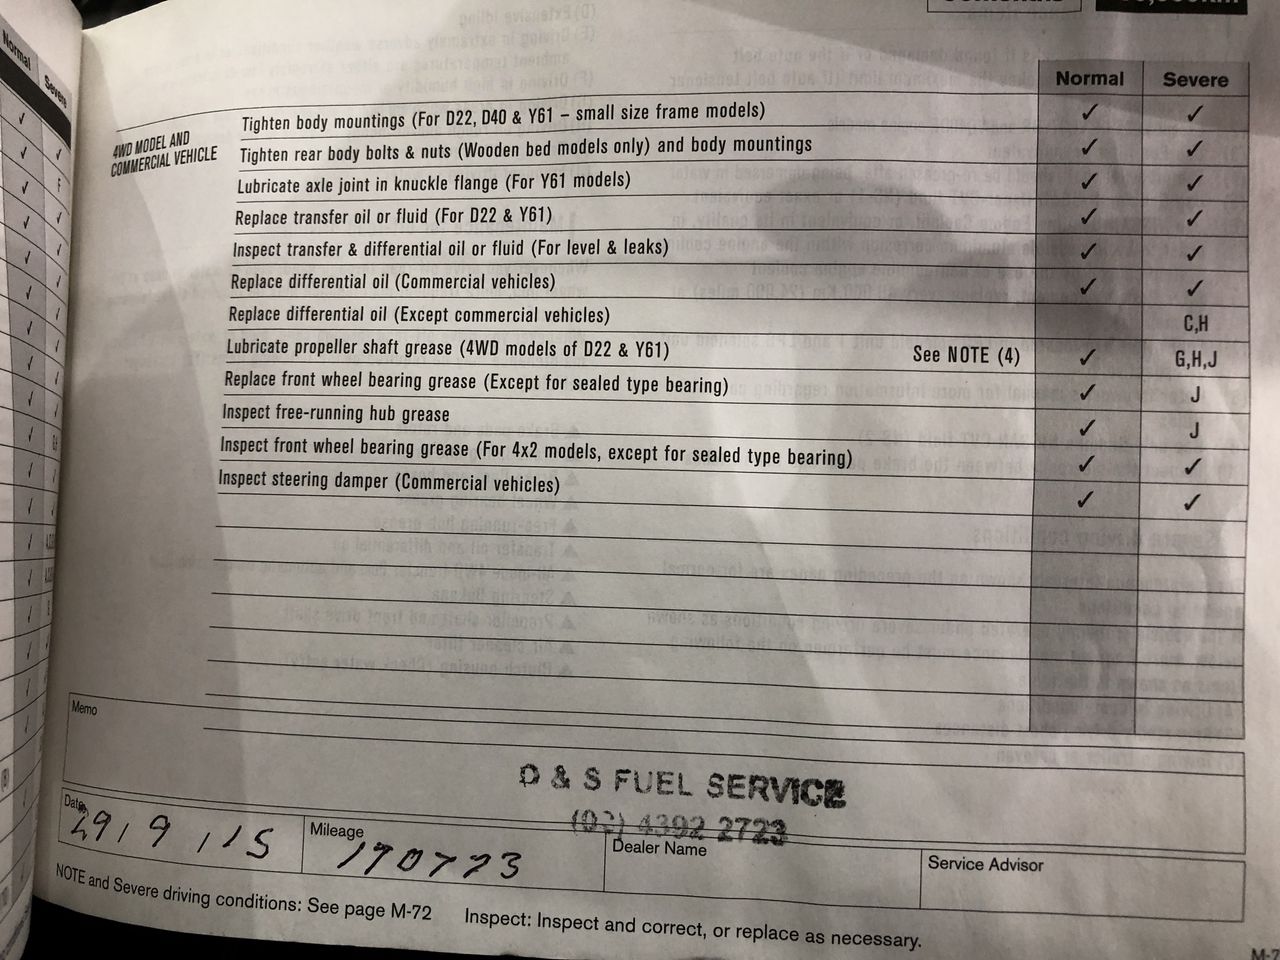 Normal Severe
Normal Severe
4WD MODEL AND
COMMERCIAL VEHICLE
Tighten body mountings (For D22, D40 & Y61 – small size frame models) ✓ ✓
Tighten rear body bolts & nuts (Wooden bed models only) and body mountings ✓ ✓
Lubricate axle joint in knuckle flange (For Y61 models) ✓ ✓
Replace transfer oil or fluid (For D22 & Y61) ✓ ✓
Inspect transfer & differential oil or fluid (For level & leaks) ✓ ✓
Replace differential oil (Commercial vehicles) ✓ ✓
Replace differential oil (Except commercial vehicles) C,H
Lubricate propeller shaft grease (4WD models of D22 & Y61) See NOTE (4) ✓ G,H,J
Replace front wheel bearing grease (Except for sealed type bearing) ✓ J
Inspect free-running hub grease ✓ J
Inspect front wheel bearing grease (For 4x2 models, except for sealed type bearing) ✓ ✓
Inspect steering damper (Commercial vehicles) ✓ ✓
Memo
D & S FUEL SERVICE
4392 2723
Date 29 / 9 / 15
Mileage 170773
Dealer Name
Service Advisor
NOTE and Severe driving conditions: See page M-72
Inspect: Inspect and correct, or replace as necessary.